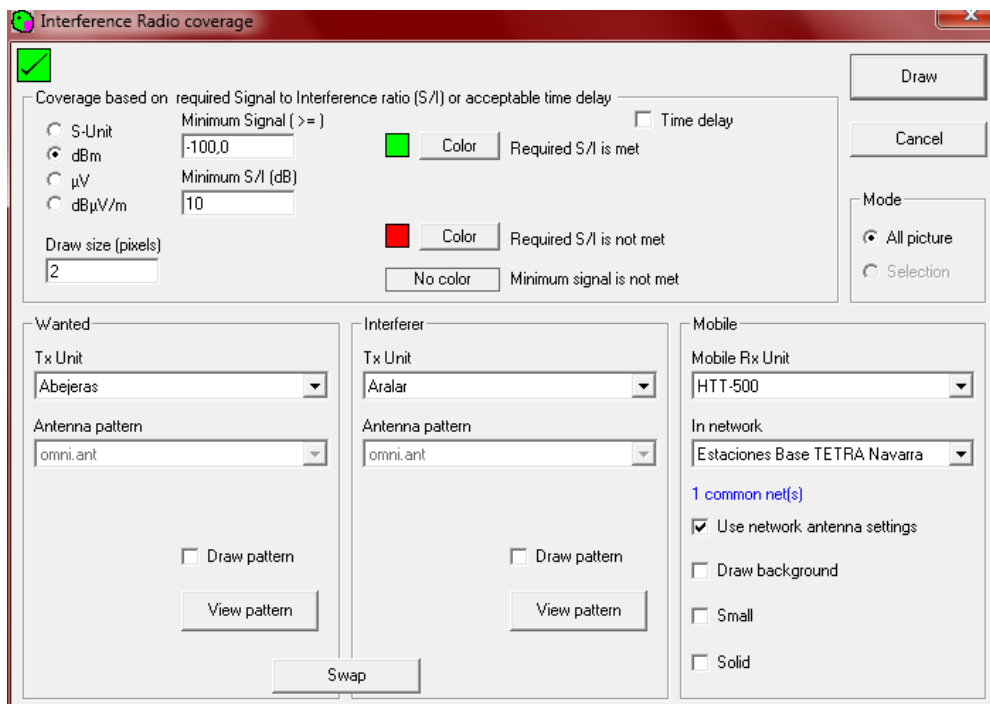 Interference Radio coverage
X
Draw
Cancel
Coverage based on required Signal to Interference ratio (S/I) or acceptable time delay
S-Unit
dBm
µV
dBµV/m
Minimum Signal ( >= )
-100,0
Minimum S/I (dB)
10
Draw size (pixels)
2
Time delay
Color Required S/I is met
Color Required S/I is not met
No color Minimum signal is not met
Mode
All picture
Selection
Wanted
Tx Unit
Abejeras
Antenna pattern
omni.ant
Draw pattern
View pattern
Interferer
Tx Unit
Aralar
Antenna pattern
omni.ant
Draw pattern
View pattern
Swap
Mobile
Mobile Rx Unit
HTT-500
In network
Estaciones Base TETRA Navarra
1 common net(s)
Use network antenna settings
Draw background
Small
Solid